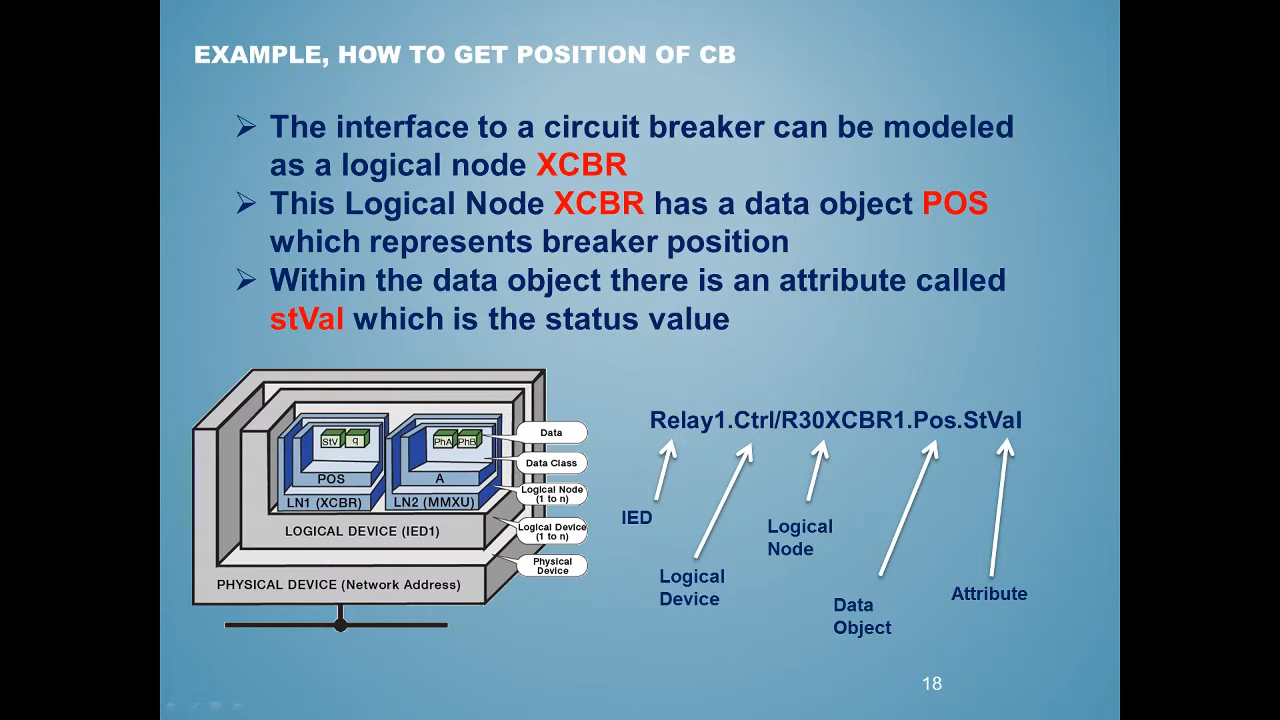 EXAMPLE, HOW TO GET POSITION OF CB
The interface to a circuit breaker can be modeled
as a logical node XCBR
This Logical Node XCBR has a data object POS
which represents breaker position
Within the data object there is an attribute called
stVal which is the status value
StV
q
POS
LN1 (XCBR)
PhA
PhB
A
LN2 (MMXU)
LOGICAL DEVICE (IED1)
PHYSICAL DEVICE (Network Address)
Data
Data Class
Logical Node
(1 to n)
Logical Device
(1 to n)
Physical
Device
Relay1.Ctrl/R30XCBR1.Pos.StVal
IED
Logical
Device
Logical
Node
Data
Object
Attribute
18